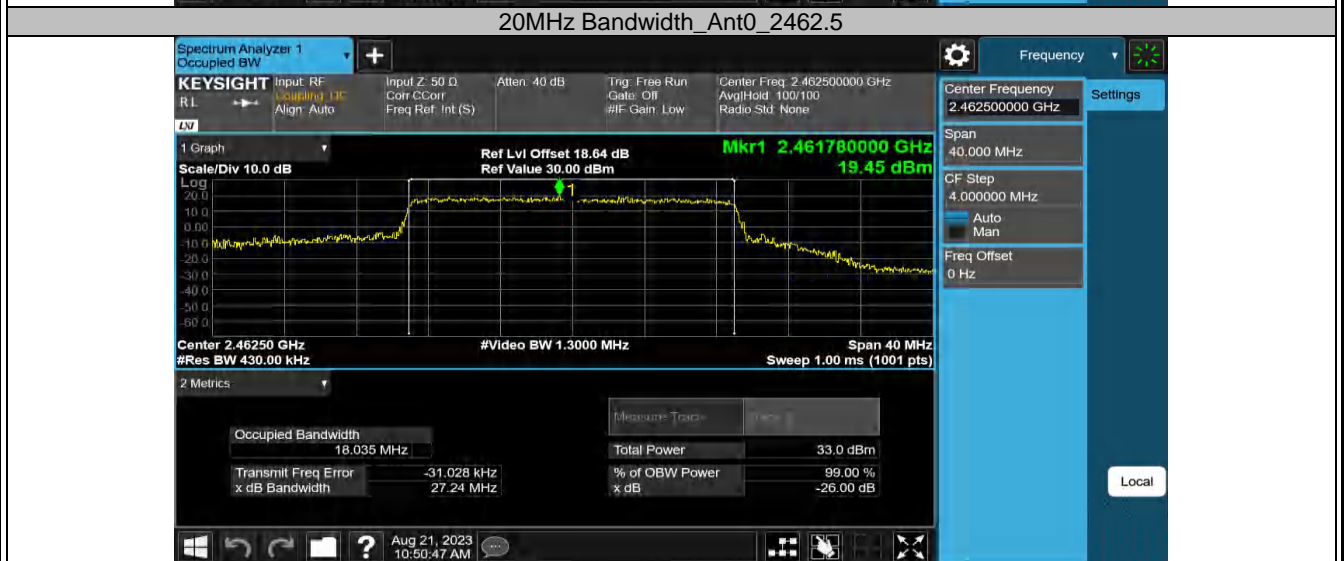 20MHz Bandwidth_Ant0_2462.5
Spectrum Analyzer 1
Occupied BW
+
Frequency
KEYSIGHT
R L
LXI
Input: RF
Coupling: DC
Align: Auto
Input Z: 50 Ω
Corr CCorr
Freq Ref: Int (S)
Atten: 40 dB
Trig: Free Run
Gate: Off
#IF Gain: Low
Center Freq: 2.462500000 GHz
Avg|Hold: 100/100
Radio Std: None
Center Frequency
2.462500000 GHz
Settings
Span
40.000 MHz
CF Step
4.000000 MHz
Auto
Man
Freq Offset
0 Hz
Local
1 Graph
Scale/Div 10.0 dB
Ref Lvl Offset 18.64 dB
Ref Value 30.00 dBm
Mkr1 2.461780000 GHz
19.45 dBm
Log
20.0
10.0
0.00
-10.0
-20.0
-30.0
-40.0
-50.0
-60.0
1
Center 2.46250 GHz
#Video BW 1.3000 MHz
Span 40 MHz
#Res BW 430.00 kHz
Sweep 1.00 ms (1001 pts)
2 Metrics
Measure Trace
Trace 1
Occupied Bandwidth
18.035 MHz
Total Power 33.0 dBm
Transmit Freq Error -31.028 kHz
% of OBW Power 99.00 %
x dB Bandwidth 27.24 MHz
x dB -26.00 dB
?
Aug 21, 2023
10:50:47 AM